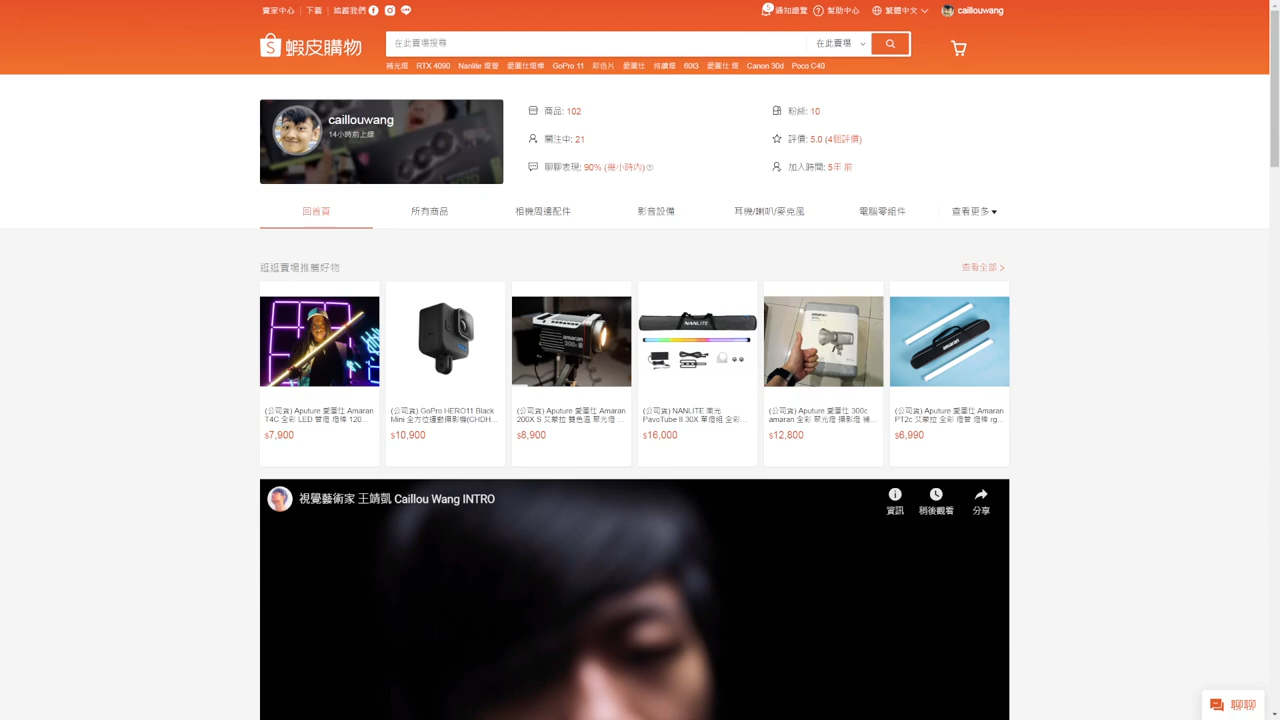 賣家中心 | 下載 | 追蹤我們
通知總覽 幫助中心 繁體中文 caillouwang
蝦皮購物
在此賣場搜尋 在此賣場
補光燈 RTX 4090 Nanlite 燈管 愛圖仕燈棒 GoPro 11 彩色片 愛圖仕 持續燈 60t3 愛圖仕 燈 Canon 30d Poco C40
caillouwang
14小時前上線
商品: 102
粉絲: 10
關注中: 21
評價: 5.0 (4個評價)
聊聊表現: 90% (幾小時內)
加入時間: 5年 前
回首頁 所有商品 相機周邊配件 影音設備 耳機/喇叭/麥克風 電腦零組件 查看更多
逛逛賣場推薦好物 查看全部
amaran 200x S
NANLITE
amaran
amaran
(公司貨) Aputure 愛圖仕 Amaran
T4C 全彩 LED 管燈 燈棒 120...
$7,900
(公司貨) GoPro HERO11 Black
Mini 全方位運動攝影機(CHDH...
$10,900
(公司貨) Aputure 愛圖仕 Amaran
200X S 艾蒙拉 雙色溫 聚光燈 ...
$8,900
(公司貨) NANLITE 南光
PavoTube II 30X 單燈組 全彩...
$16,000
(公司貨) Aputure 愛圖仕 300c
amaran 全彩 聚光燈 攝影燈 補...
$12,800
(公司貨) Aputure 愛圖仕 Amaran
PT2c 艾蒙拉 全彩 燈管 燈棒 rg...
$6,990
視覺藝術家 王靖凱 Caillou Wang INTRO
資訊 稍後觀看 分享
聊聊